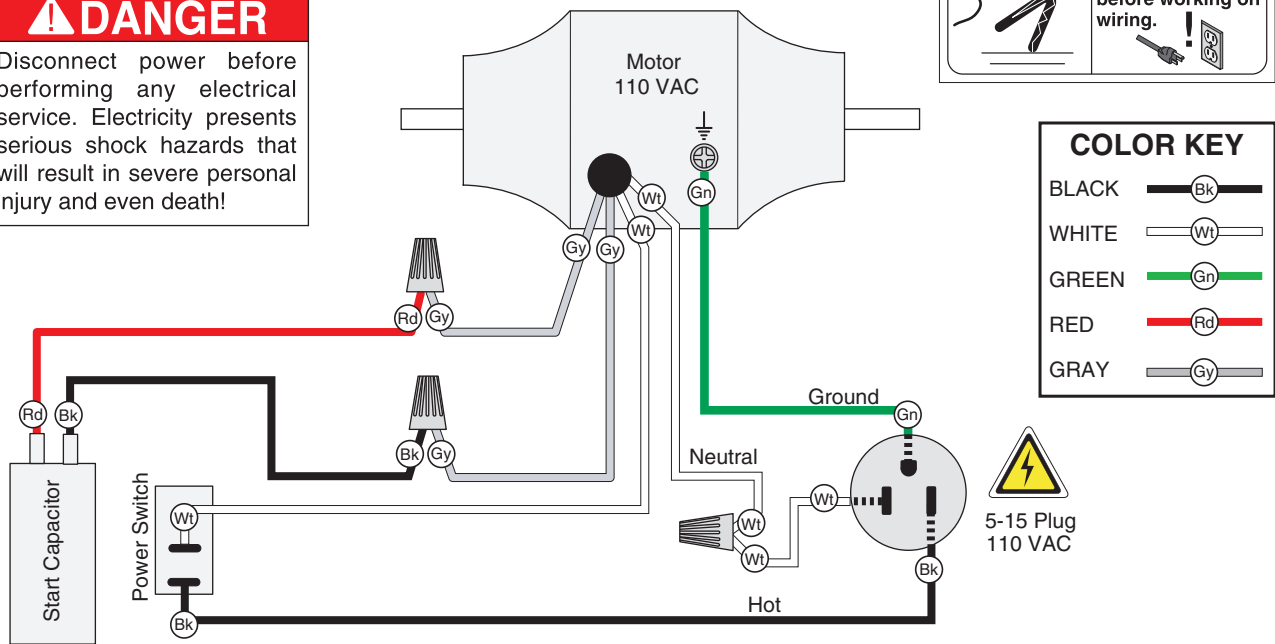 DANGER
Disconnect power before
performing any electrical
service. Electricity presents
serious shock hazards that
will result in severe personal
injury and even death!
before working on
wiring.
!
Motor
110 VAC
COLOR KEY
BLACK Bk
WHITE Wt
GREEN Gn
RED Rd
GRAY Gy
Wt
Gn
Wt
Gy
Gy
Rd
Gy
Ground
Gn
Rd
Bk
Bk
Gy
Neutral
Wt
Wt
Wt
Wt
5-15 Plug
110 VAC
Start Capacitor
Power Switch
Bk
Hot
Bk